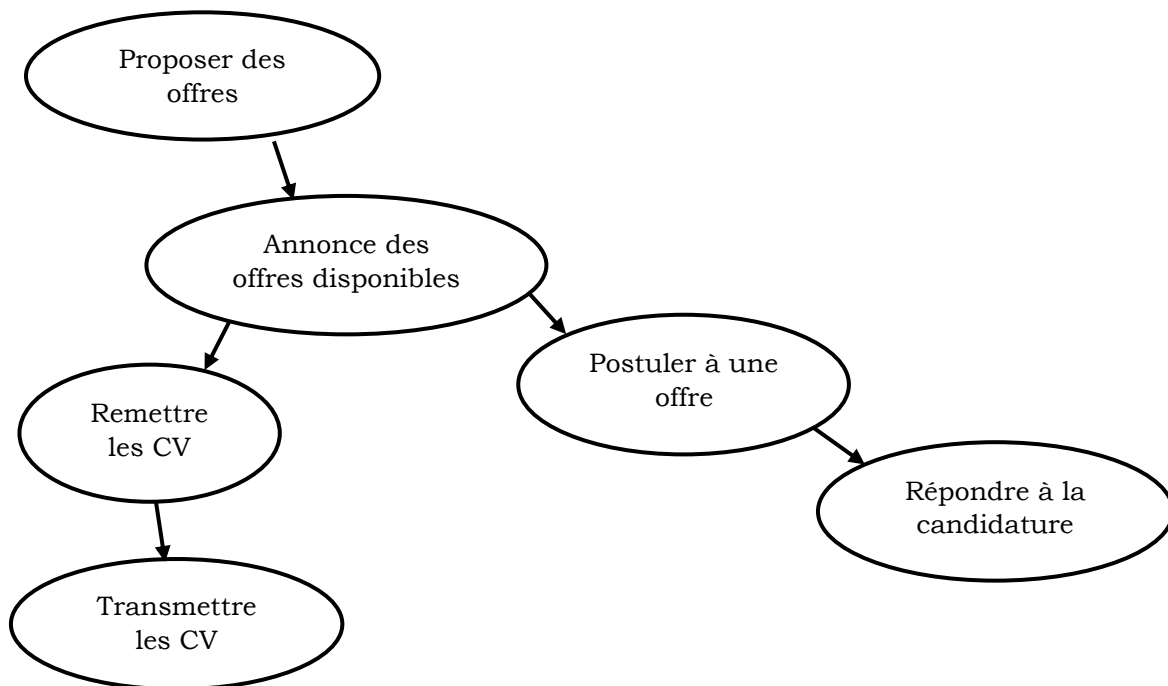 Proposer des
offres
Annonce des
offres disponibles
Postuler à une
offre
Remettre
les CV
Répondre à la
candidature
Transmettre
les CV